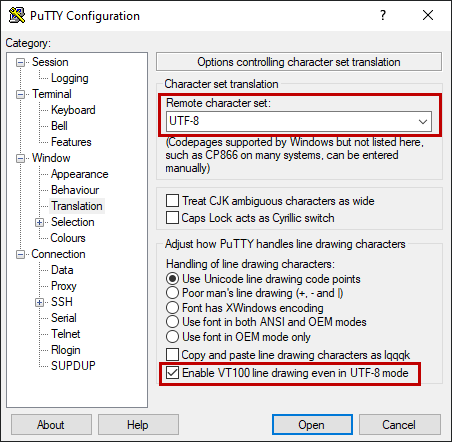 PuTTY Configuration
?
Category:
Session
Logging
Terminal
Keyboard
Bell
Features
Window
Appearance
Behaviour
Translation
Selection
Colours
Connection
Data
Proxy
SSH
Serial
Telnet
Rlogin
SUPDUP
Options controlling character set translation
Character set translation
Remote character set:
UTF-8
(Codepages supported by Windows but not listed here,
such as CP866 on many systems, can be entered
manually)
Treat CJK ambiguous characters as wide
Caps Lock acts as Cyrillic switch
Adjust how PuTTY handles line drawing characters
Handling of line drawing characters:
Use Unicode line drawing code points
Poor man's line drawing (+, - and |)
Font has XWindows encoding
Use font in both ANSI and OEM modes
Use font in OEM mode only
Copy and paste line drawing characters as lqqqk
Enable VT100 line drawing even in UTF-8 mode
About
Help
Open
Cancel